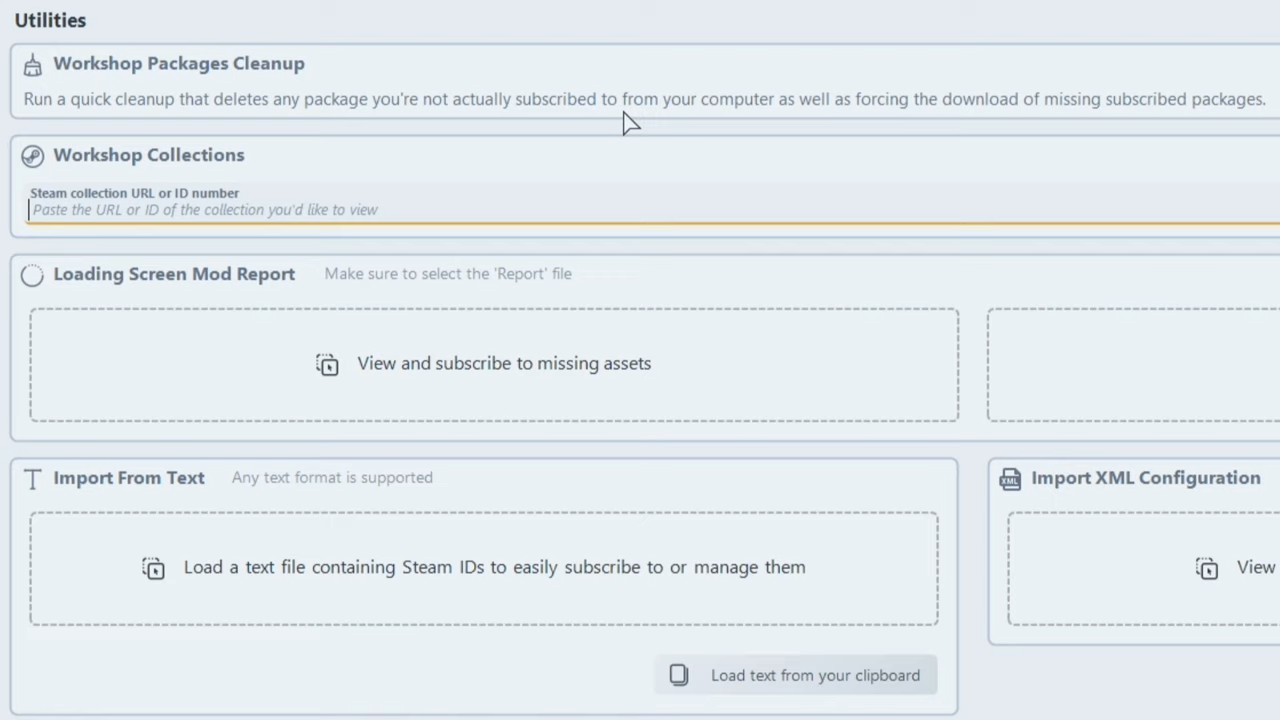 Utilities
Workshop Packages Cleanup
Run a quick cleanup that deletes any package you're not actually subscribed to from your computer as well as forcing the download of missing subscribed packages.
Workshop Collections
Steam collection URL or ID number
Paste the URL or ID of the collection you'd like to view
Loading Screen Mod Report Make sure to select the 'Report' file
View and subscribe to missing assets
Import From Text Any text format is supported
Load a text file containing Steam IDs to easily subscribe to or manage them
Load text from your clipboard
XML Import XML Configuration
View